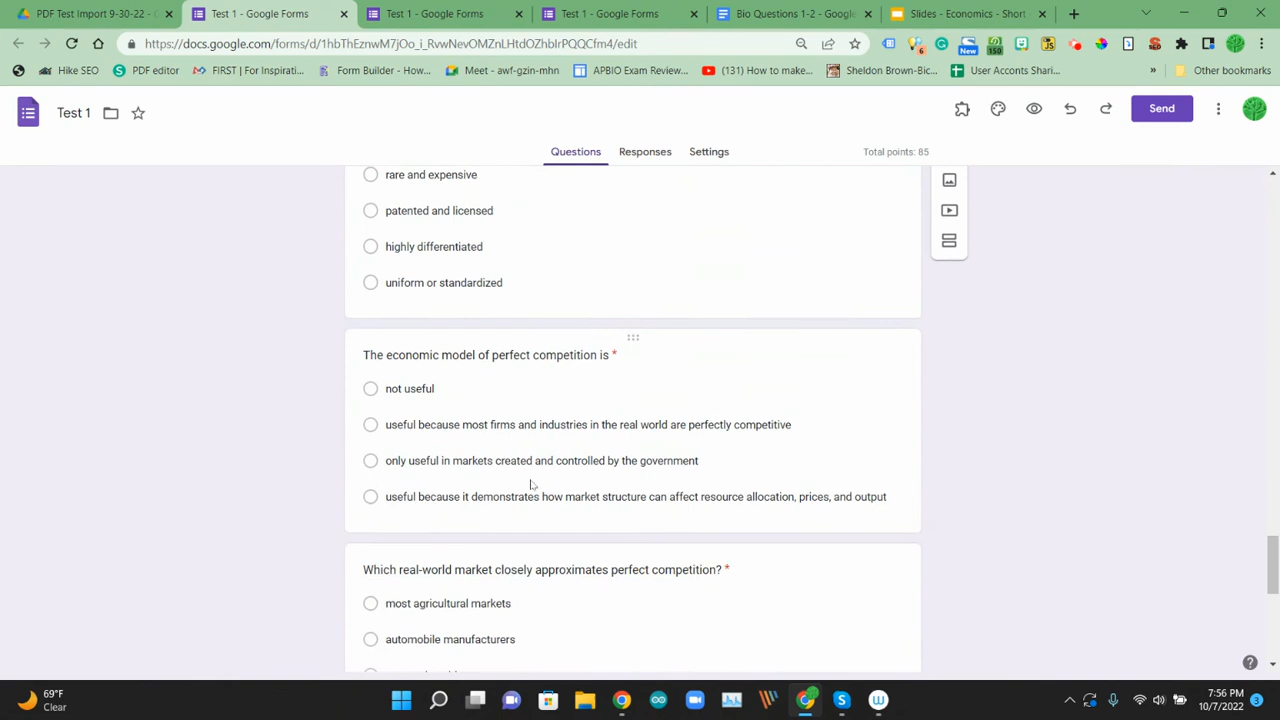 PDF Test Import 9-30-22 - G
Test 1 - Google Forms
Test 1 - Google Forms
Test 1 - Google Forms
Bio Questions 1-2 - Google
Slides - Economics - Short
https://docs.google.com/forms/d/1hbThEznwM7jOo_i_RvwNevOMZnLHtdOZhbIrPQQCfm4/edit
Hike SEO
PDF editor
FIRST | For Inspirati...
Form Builder - How...
Meet - awf-gzin-mhn
APBIO Exam Review...
(131) How to make...
Sheldon Brown-Bic...
User Acconts Shari...
»
Other bookmarks
Test 1
Send
Questions
Responses
Settings
Total points: 85
rare and expensive
patented and licensed
highly differentiated
uniform or standardized
The economic model of perfect competition is *
not useful
useful because most firms and industries in the real world are perfectly competitive
only useful in markets created and controlled by the government
useful because it demonstrates how market structure can affect resource allocation, prices, and output
Which real-world market closely approximates perfect competition? *
most agricultural markets
automobile manufacturers
69°F
Clear
7:56 PM
10/7/2022